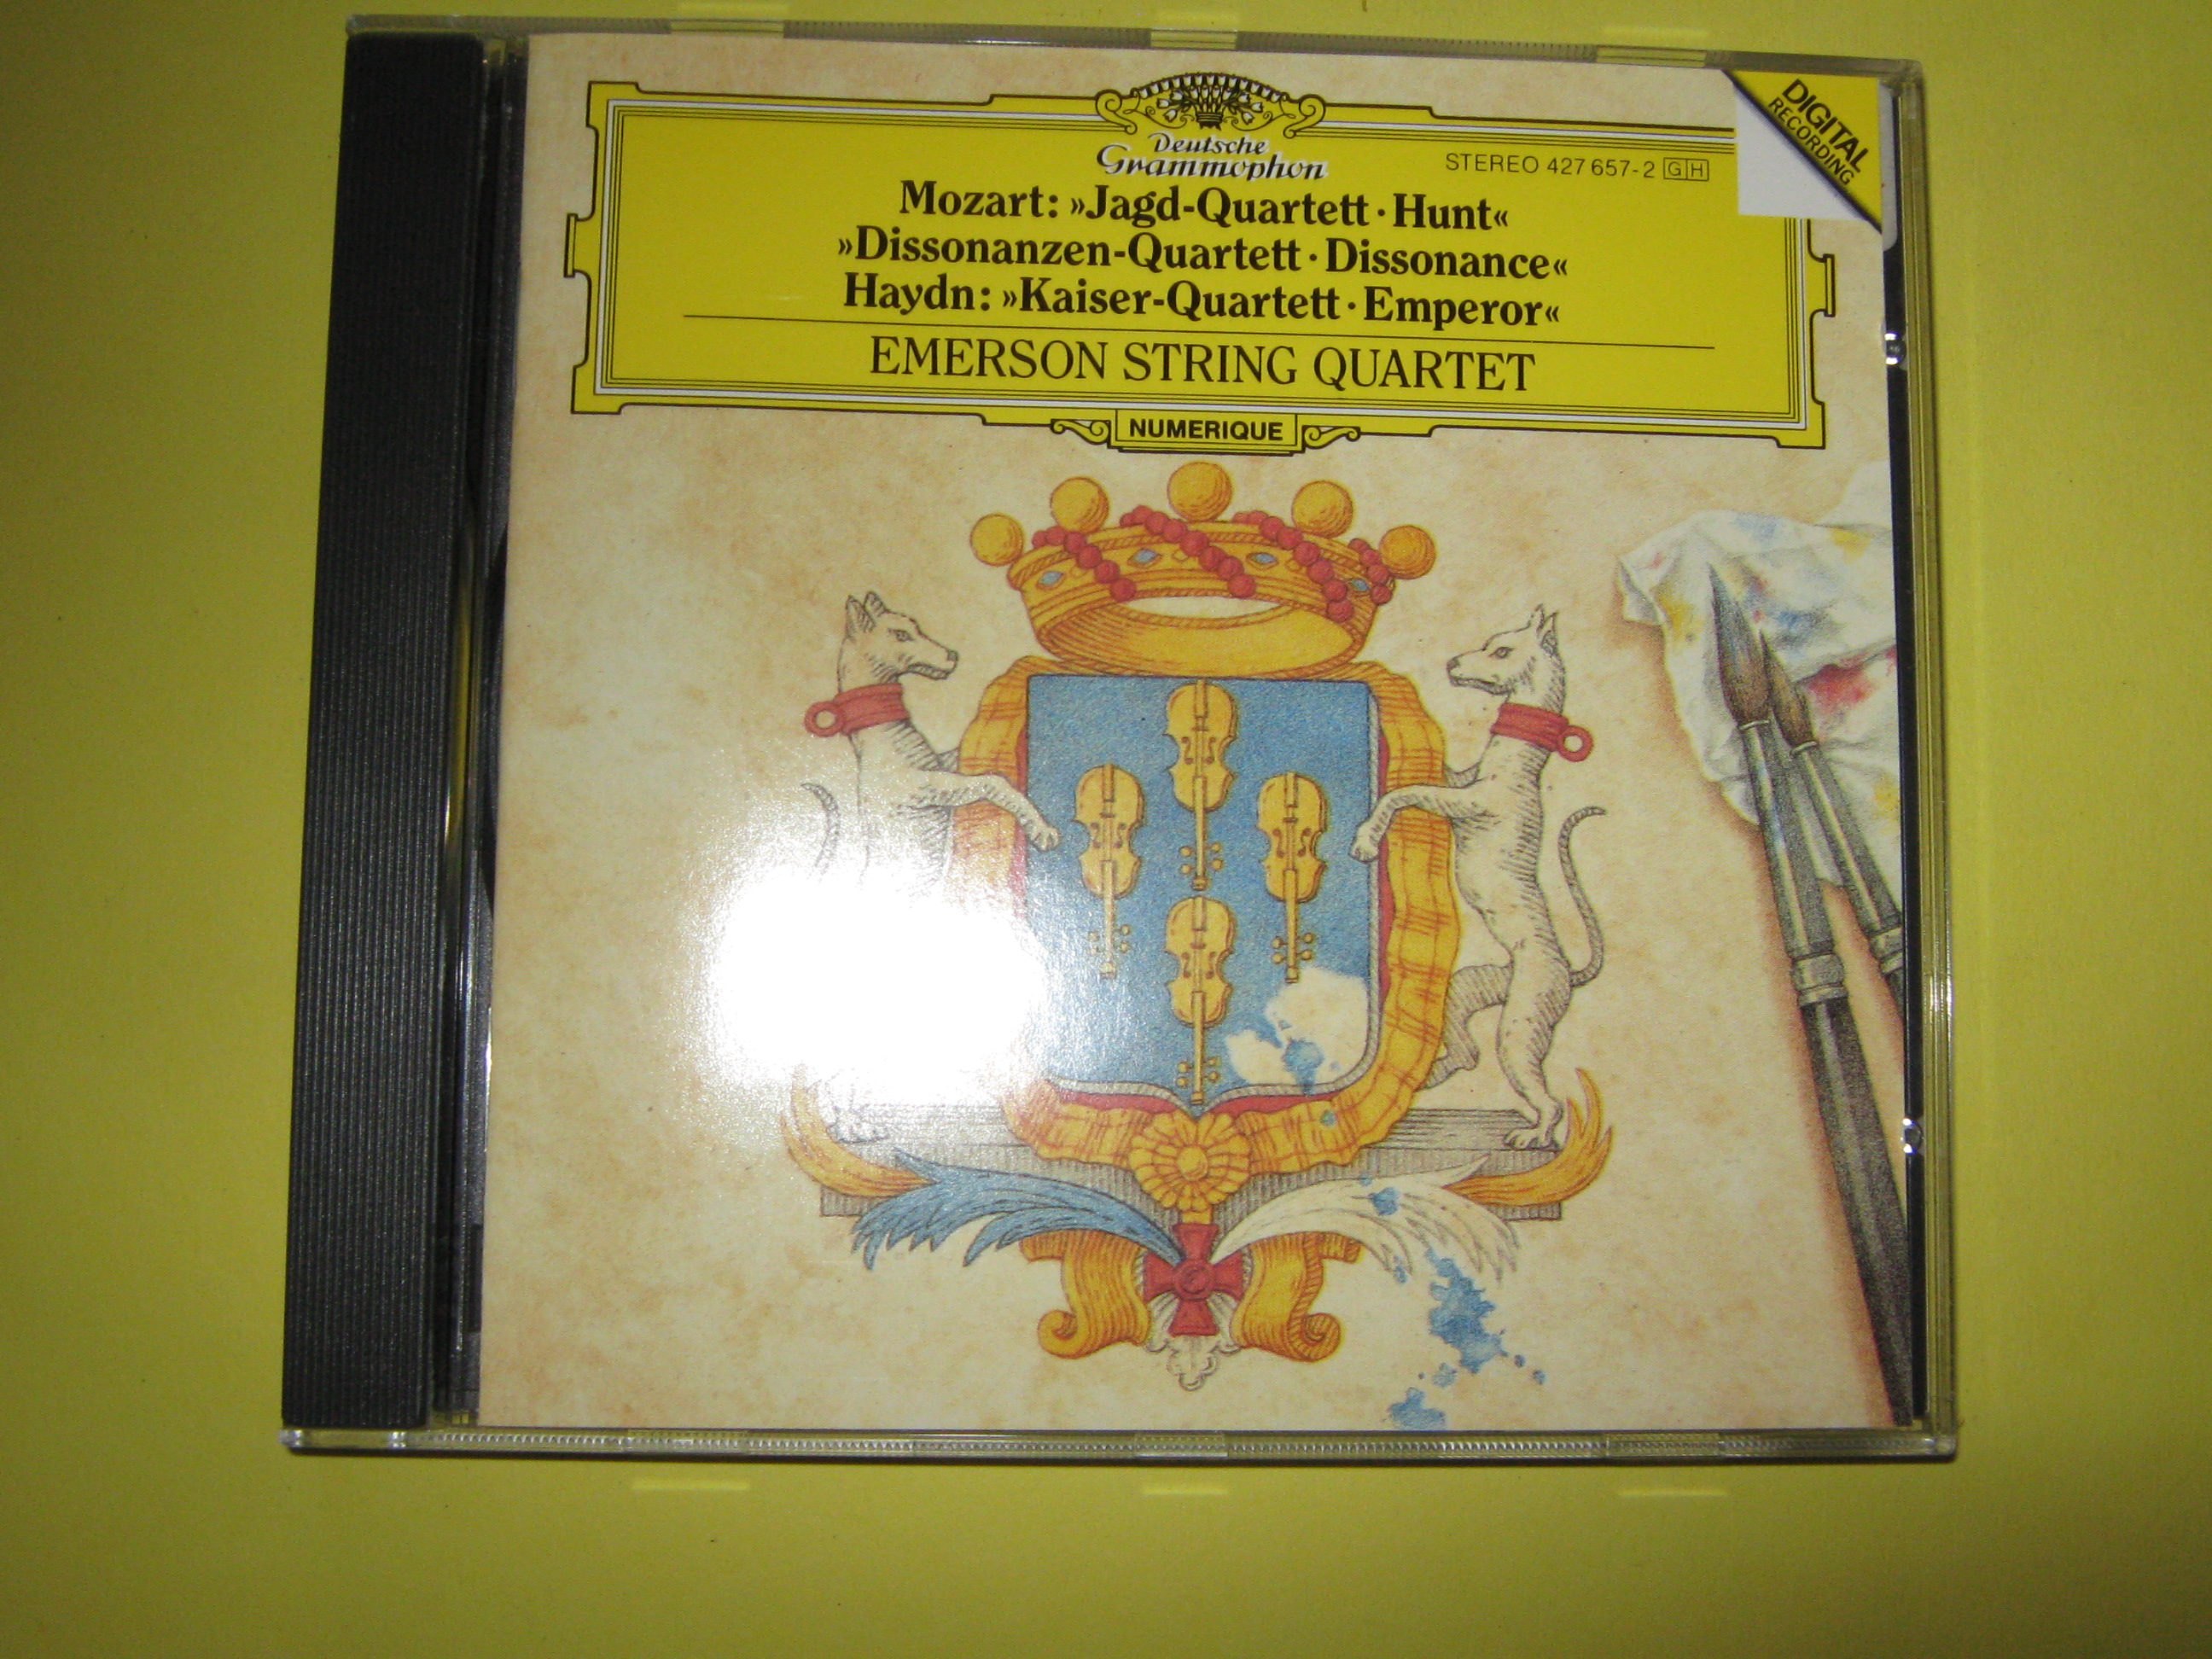 Deutsche
Grammophon
STEREO 427 657-2 GH
DIGITAL
RECORDING
Mozart: »Jagd-Quartett · Hunt«
»Dissonanzen-Quartett · Dissonance«
Haydn: »Kaiser-Quartett · Emperor«
EMERSON STRING QUARTET
NUMERIQUE